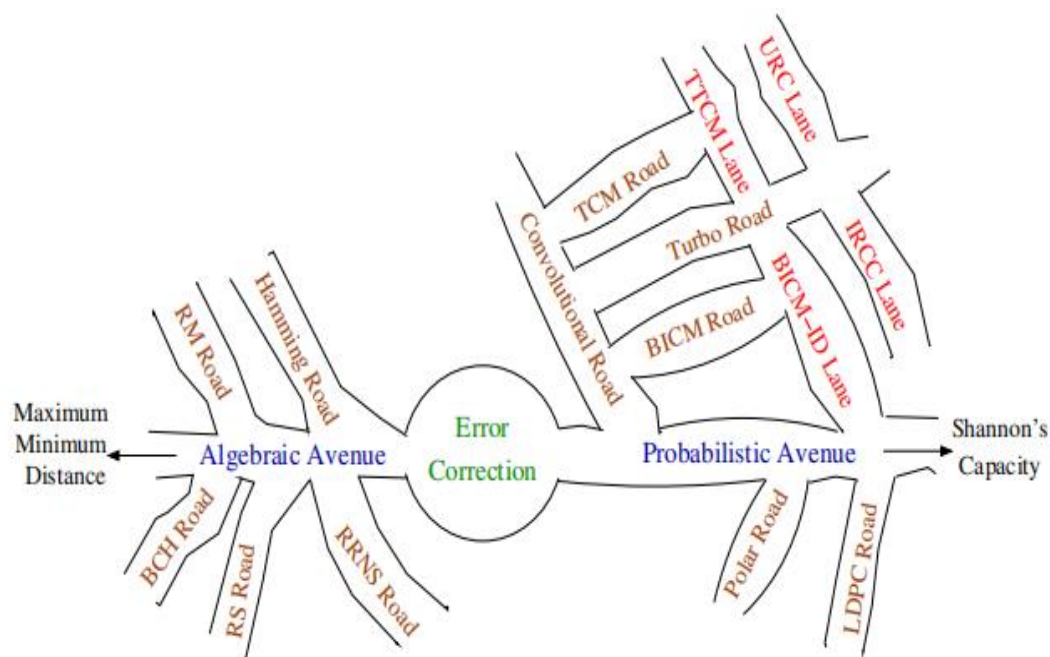 URC Lane
TTCM Lane
TCM Road
Turbo Road
Convolutional Road
IRCC Lane
BICM Road
BICM-ID Lane
RM Road
Hamming Road
Maximum
Minimum
Distance
Algebraic Avenue
Error
Correction
Probabilistic Avenue
Shannon's
Capacity
BCH Road
RS Road
RRNS Road
Polar Road
LDPC Road